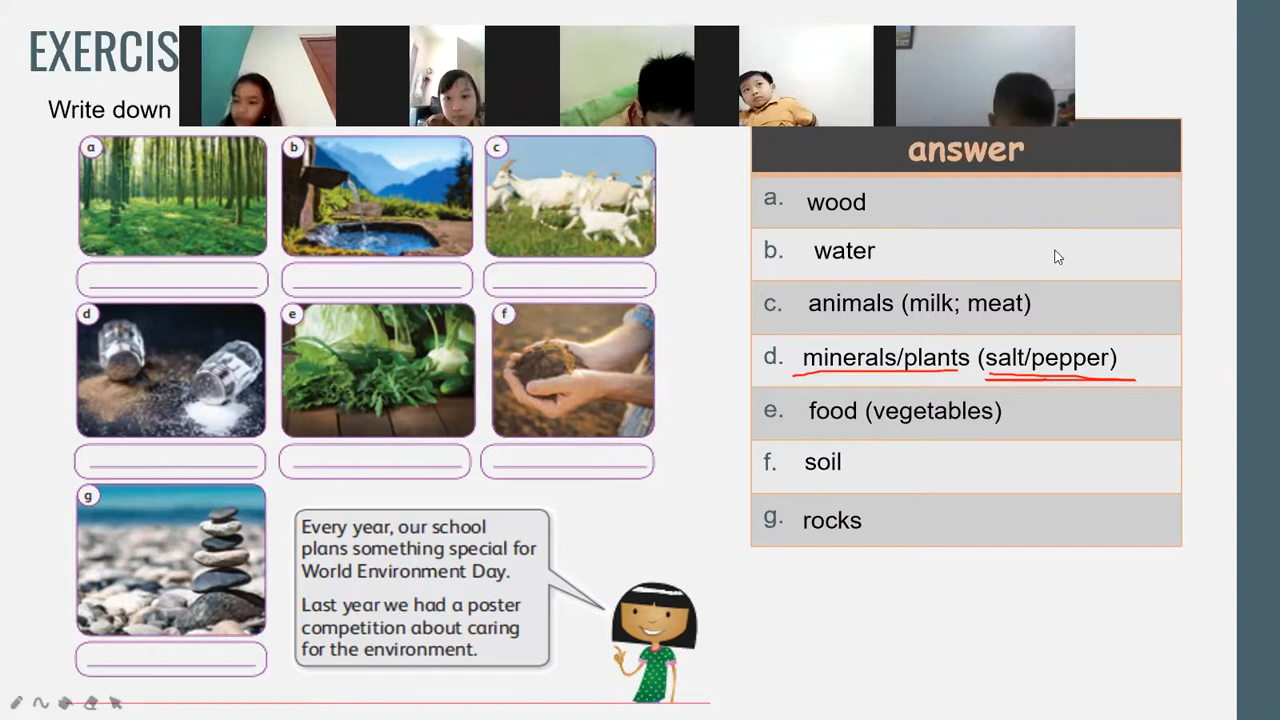 EXERCIS
Write down
a
b
c
d
e
f
g
Every year, our school
plans something special for
World Environment Day.
Last year we had a poster
competition about caring
for the environment.
answer
a. wood
b. water
c. animals (milk; meat)
d. minerals/plants (salt/pepper)
e. food (vegetables)
f. soil
g. rocks